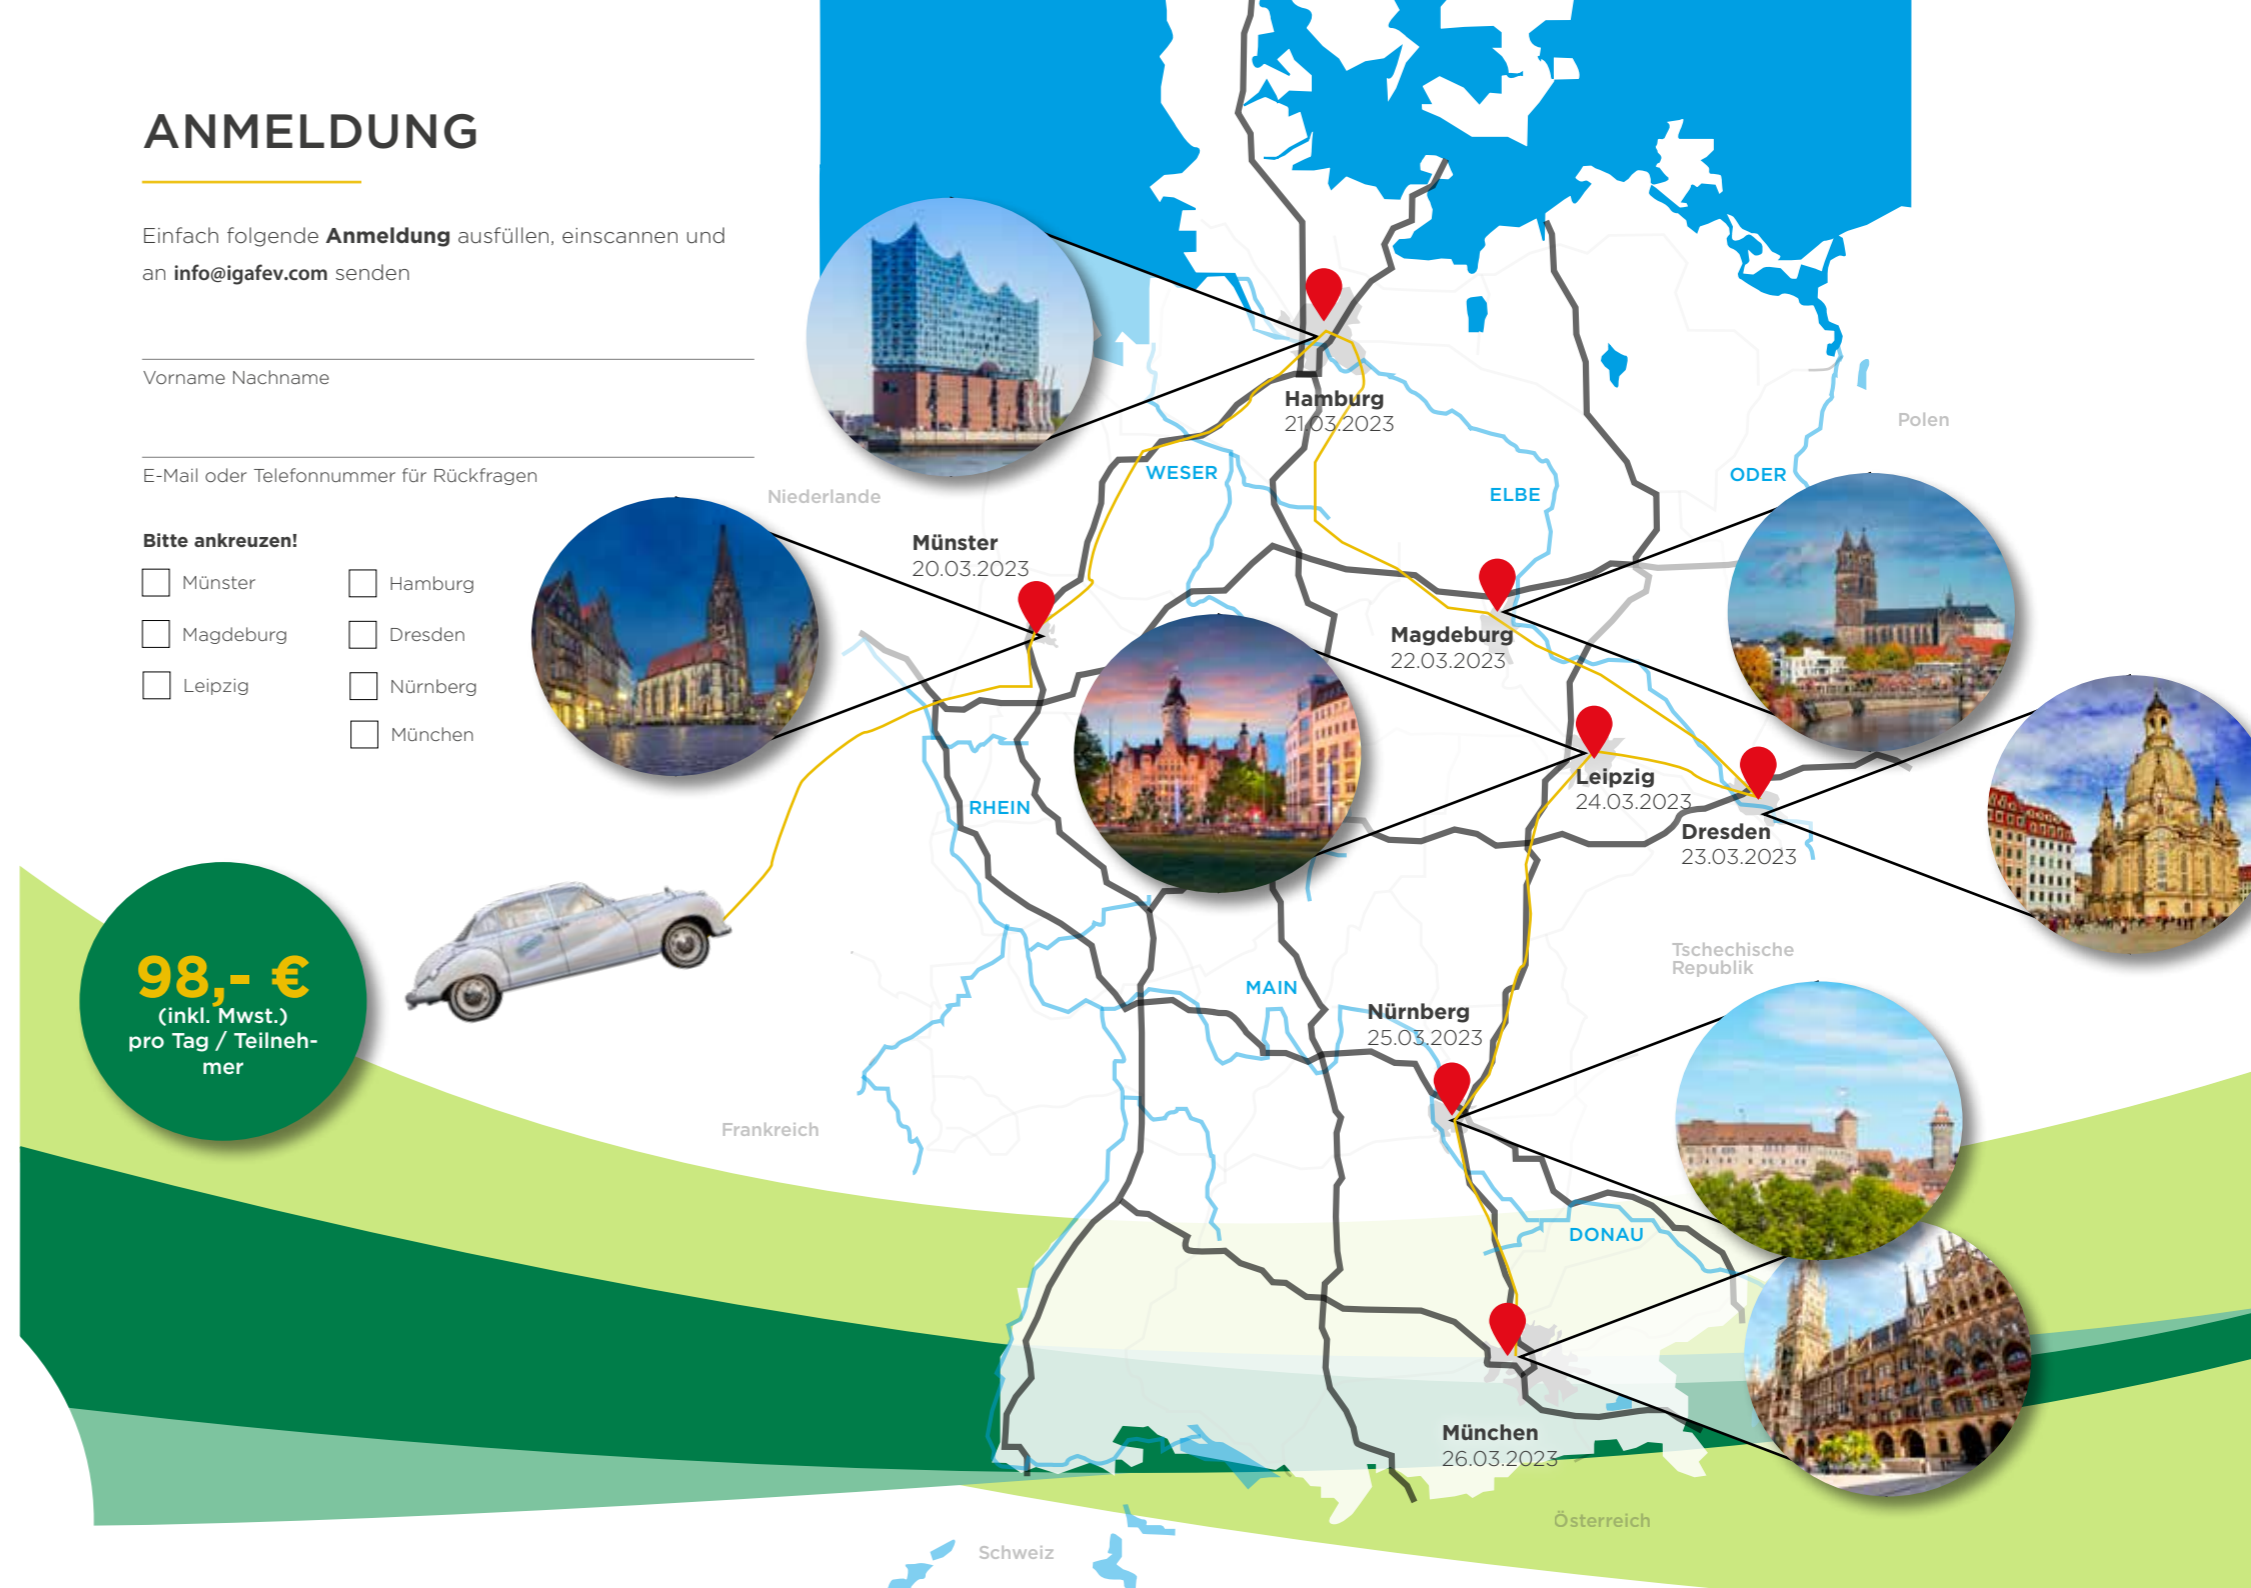 ANMELDUNG
Einfach folgende Anmeldung ausfüllen, einscannen und
an info@igafev.com senden
Vorname Nachname
E-Mail oder Telefonnummer für Rückfragen
Bitte ankreuzen!
Münster
Hamburg
Magdeburg
Dresden
Leipzig
Nürnberg
München
98,- €
(inkl. Mwst.)
pro Tag / Teilneh-
mer
Hamburg
21.03.2023
Polen
WESER
ELBE
ODER
Niederlande
Münster
20.03.2023
Magdeburg
22.03.2023
Leipzig
24.03.2023
RHEIN
Dresden
23.03.2023
Tschechische
Republik
MAIN
Nürnberg
25.03.2023
Frankreich
DONAU
München
26.03.2023
Österreich
Schweiz